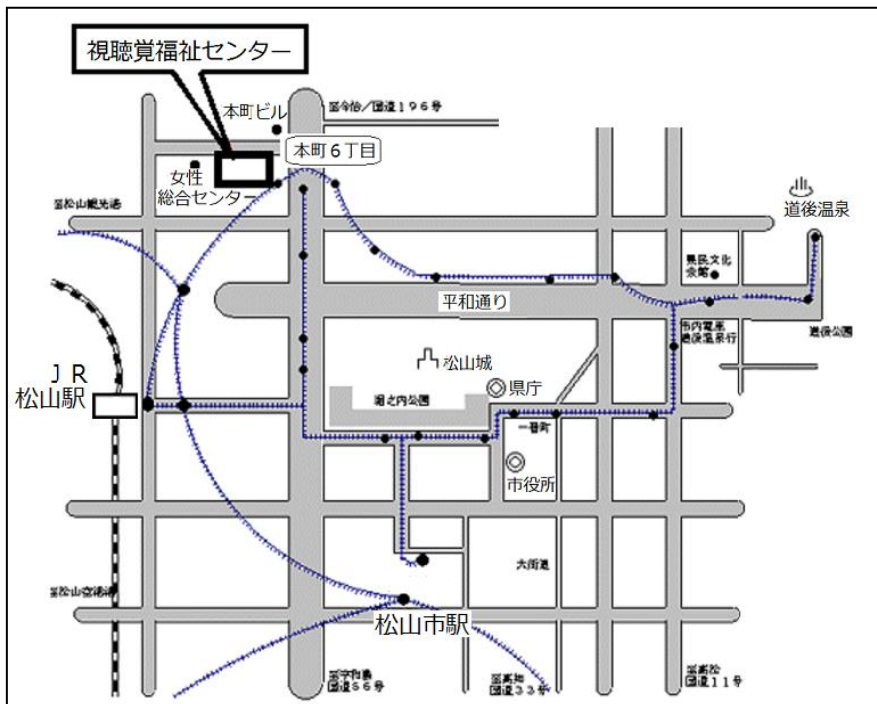 視聴覚福祉センター
本町ビル
至今治／国道196号
本町6丁目
女性
総合センター
至松山観光港
道後温泉
県民文化
会館
平和通り
市内電車
道後温泉行
道後公園
松山城
JR
松山駅
県庁
堀之内公園
一番町
市役所
大街道
至松山空港
松山市駅
至宇和島
国道56号
至高知
国道33号
至高松
国道11号